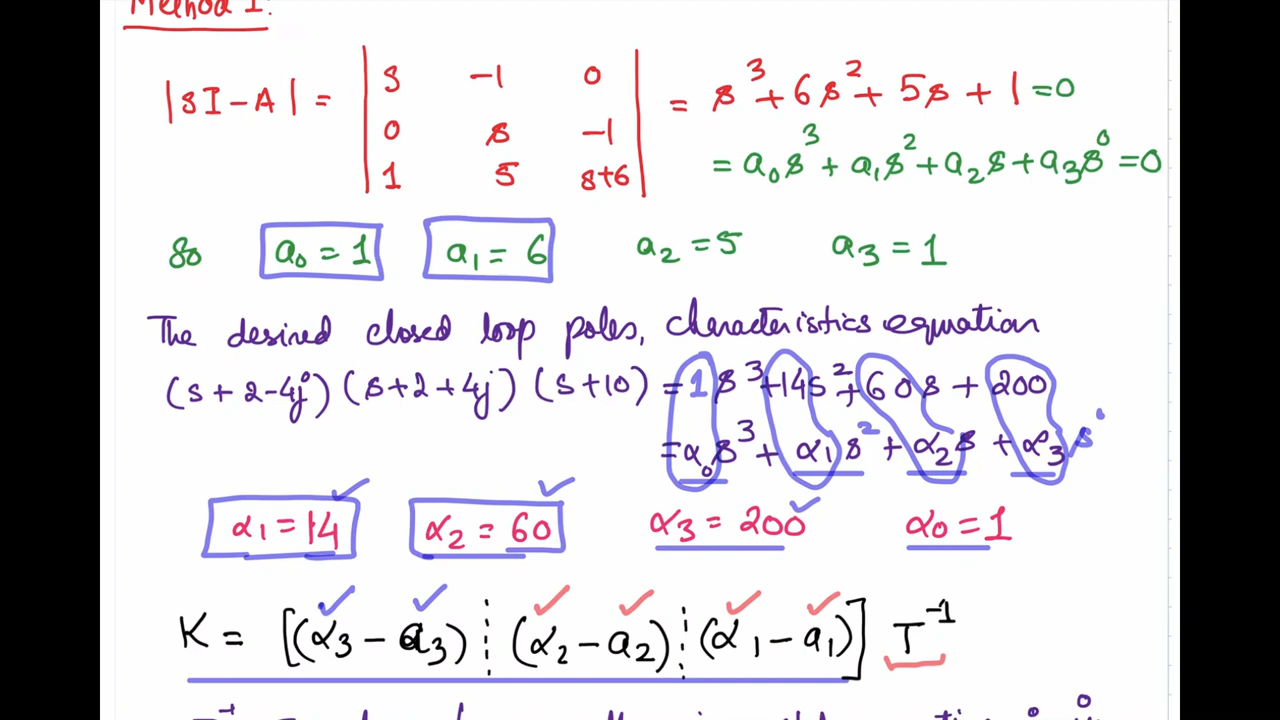 Method 1:
|sI-A| = | s -1 0 | = s³ + 6s² + 5s + 1 = 0
| 0 s -1 | = a₀s³ + a₁s² + a₂s + a₃s⁰ = 0
| 1 5 s+6 |
so a₀ = 1 a₁ = 6 a₂ = 5 a₃ = 1
The desired closed loop poles, characteristics equation
(s + 2 - 4j) (s + 2 + 4j) (s + 10) = 1s³ + 14s² + 60s + 200
= α₀s³ + α₁s² + α₂s + α₃s⁰
α₁ = 14 α₂ = 60 α₃ = 200 α₀ = 1
K = [(α₃ - a₃) ⋮ (α₂ - a₂) ⋮ (α₁ - a₁)] T⁻¹